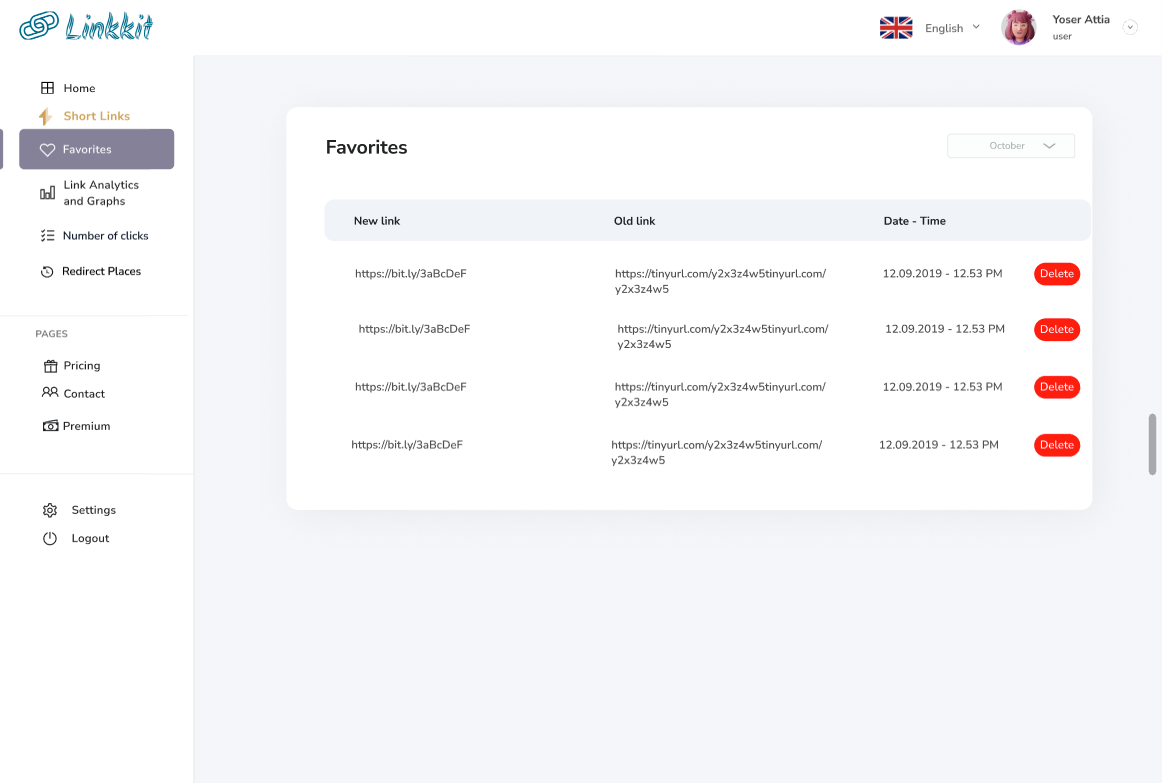 Linkkit
English
Yoser Attia
user
Home
Short Links
Favorites
Link Analytics
and Graphs
Number of clicks
Redirect Places
PAGES
Pricing
Contact
Premium
Settings
Logout
Favorites
October
New link Old link Date - Time
https://bit.ly/3aBcDeF https://tinyurl.com/y2x3z4w5tinyurl.com/ 12.09.2019 - 12.53 PM Delete
y2x3z4w5
https://bit.ly/3aBcDeF https://tinyurl.com/y2x3z4w5tinyurl.com/ 12.09.2019 - 12.53 PM Delete
y2x3z4w5
https://bit.ly/3aBcDeF https://tinyurl.com/y2x3z4w5tinyurl.com/ 12.09.2019 - 12.53 PM Delete
y2x3z4w5
https://bit.ly/3aBcDeF https://tinyurl.com/y2x3z4w5tinyurl.com/ 12.09.2019 - 12.53 PM Delete
y2x3z4w5